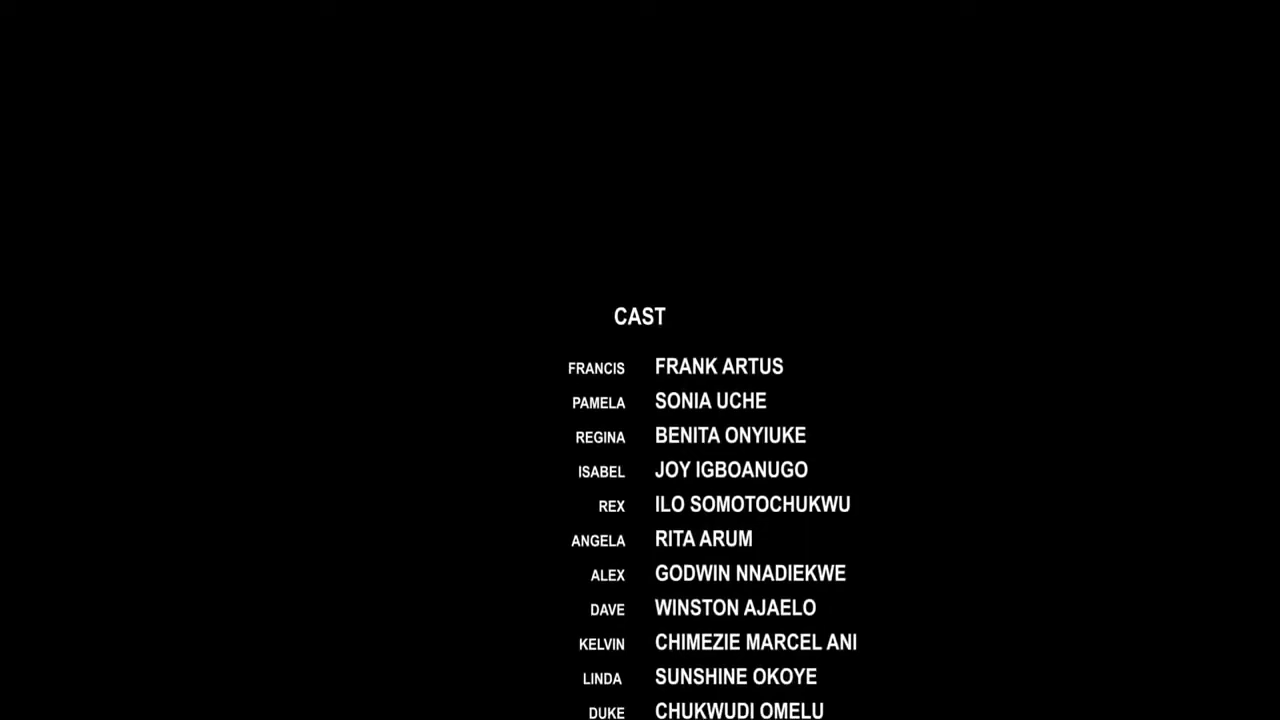 CAST
FRANCIS FRANK ARTUS
PAMELA SONIA UCHE
REGINA BENITA ONYIUKE
ISABEL JOY IGBOANUGO
REX ILO SOMOTOCHUKWU
ANGELA RITA ARUM
ALEX GODWIN NNADIEKWE
DAVE WINSTON AJAELO
KELVIN CHIMEZIE MARCEL ANI
LINDA SUNSHINE OKOYE
DUKE CHUKWUDI OMELU